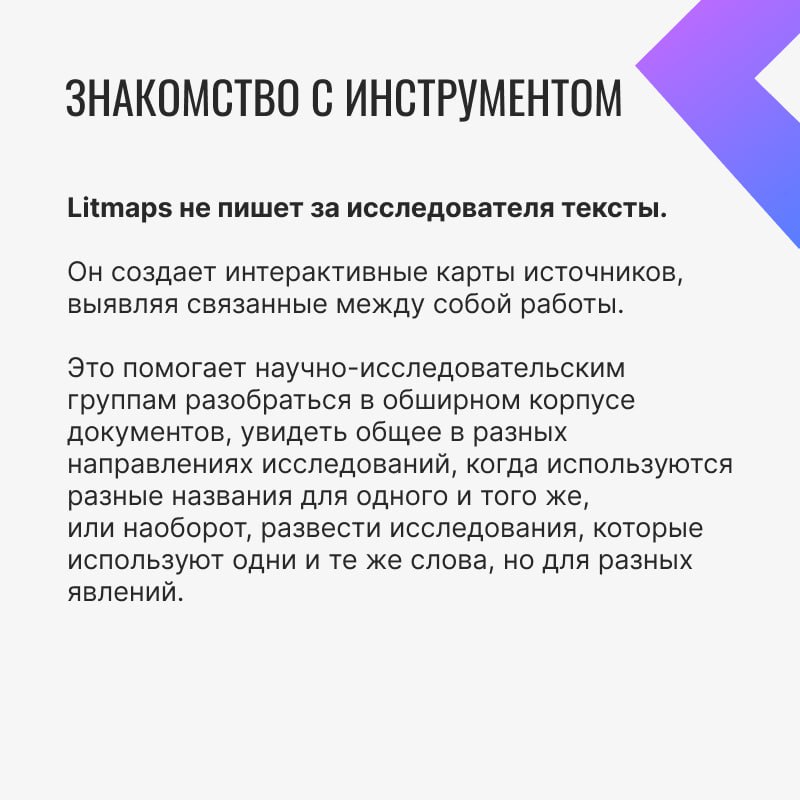 ЗНАКОМСТВО С ИНСТРУМЕНТОМ
Litmaps не пишет за исследователя тексты.
Он создает интерактивные карты источников,
выявляя связанные между собой работы.
Это помогает научно-исследовательским
группам разобраться в обширном корпусе
документов, увидеть общее в разных
направлениях исследований, когда используются
разные названия для одного и того же,
или наоборот, развести исследования, которые
используют одни и те же слова, но для разных
явлений.